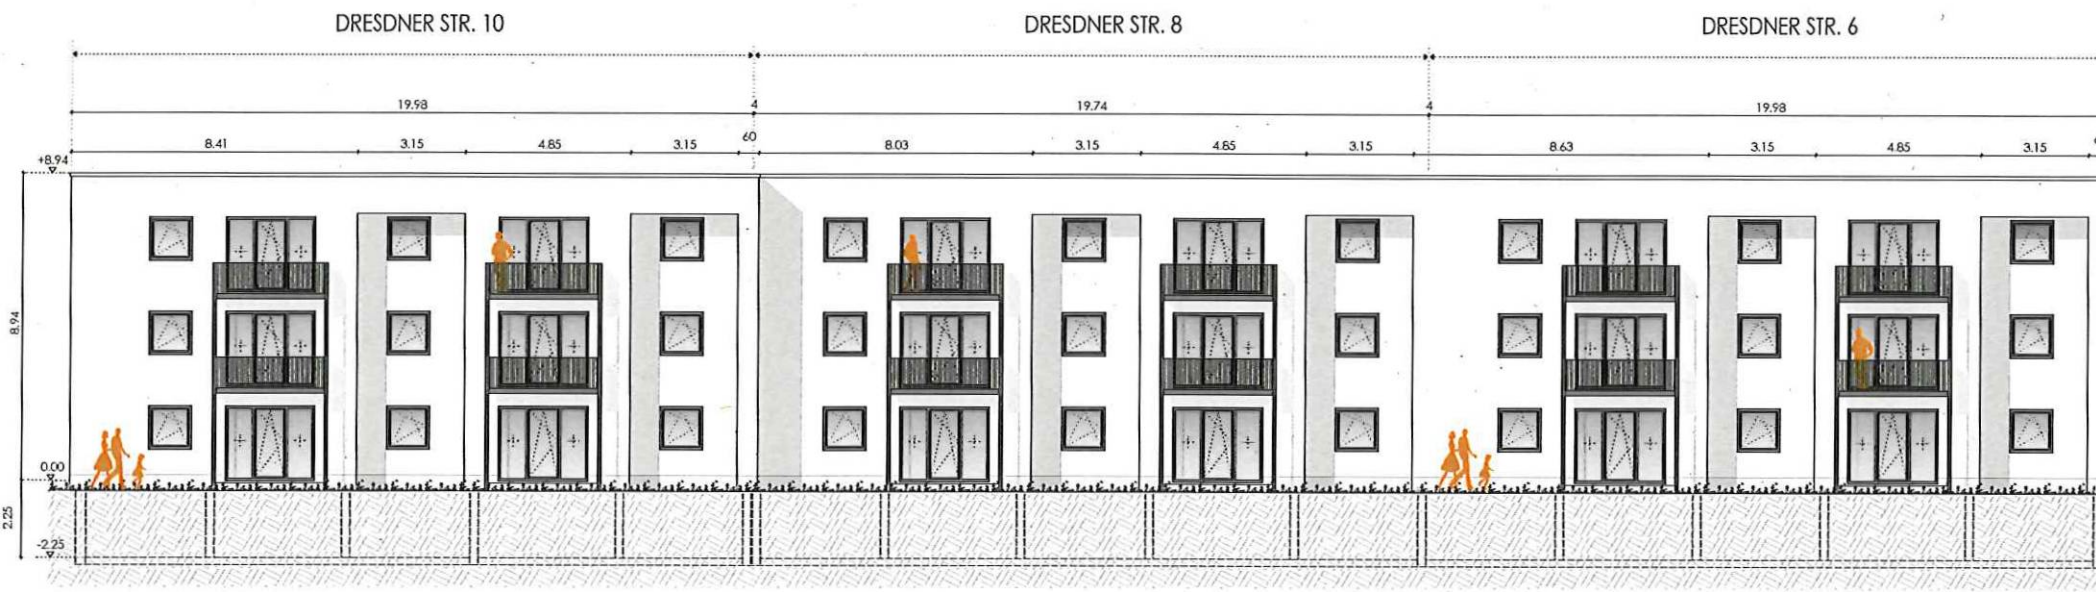 DRESDNER STR. 10 DRESDNER STR. 8 DRESDNER STR. 6
19.98 4 19.74 4 19.98
8.41 3.15 4.85 3.15 60 8.03 3.15 4.85 3.15 8.63 3.15 4.85 3.15
+8.94
8.94
0.00
2.25
-2.25